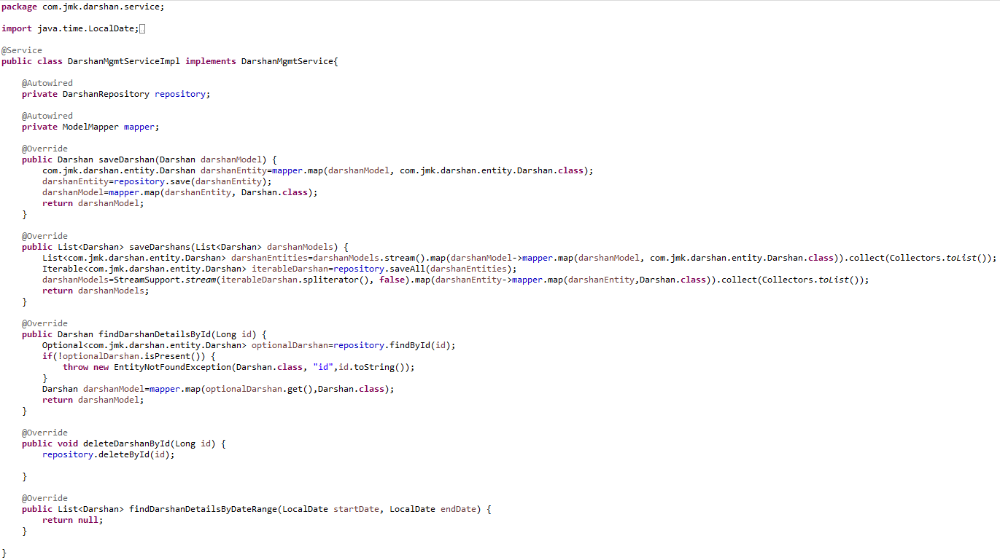 package com.jmk.darshan.service;
import java.time.LocalDate;
@Service
public class DarshanMgmtServiceImpl implements DarshanMgmtService{
@Autowired
private DarshanRepository repository;
@Autowired
private ModelMapper mapper;
@Override
public Darshan saveDarshan(Darshan darshanModel) {
com.jmk.darshan.entity.Darshan darshanEntity=mapper.map(darshanModel, com.jmk.darshan.entity.Darshan.class);
darshanEntity=repository.save(darshanEntity);
darshanModel=mapper.map(darshanEntity, Darshan.class);
return darshanModel;
}
@Override
public List<Darshan> saveDarshans(List<Darshan> darshanModels) {
List<com.jmk.darshan.entity.Darshan> darshanEntities=darshanModels.stream().map(darshanModel->mapper.map(darshanModel, com.jmk.darshan.entity.Darshan.class)).collect(Collectors.toList());
Iterable<com.jmk.darshan.entity.Darshan> iterableDarshan=repository.saveAll(darshanEntities);
darshanModels=StreamSupport.stream(iterableDarshan.spliterator(), false).map(darshanEntity->mapper.map(darshanEntity,Darshan.class)).collect(Collectors.toList());
return darshanModels;
}
@Override
public Darshan findDarshanDetailsById(Long id) {
Optional<com.jmk.darshan.entity.Darshan> optionalDarshan=repository.findById(id);
if(!optionalDarshan.isPresent()) {
throw new EntityNotFoundException(Darshan.class, "id",id.toString());
}
Darshan darshanModel=mapper.map(optionalDarshan.get(),Darshan.class);
return darshanModel;
}
@Override
public void deleteDarshanById(Long id) {
repository.deleteById(id);
}
@Override
public List<Darshan> findDarshanDetailsByDateRange(LocalDate startDate, LocalDate endDate) {
return null;
}
}